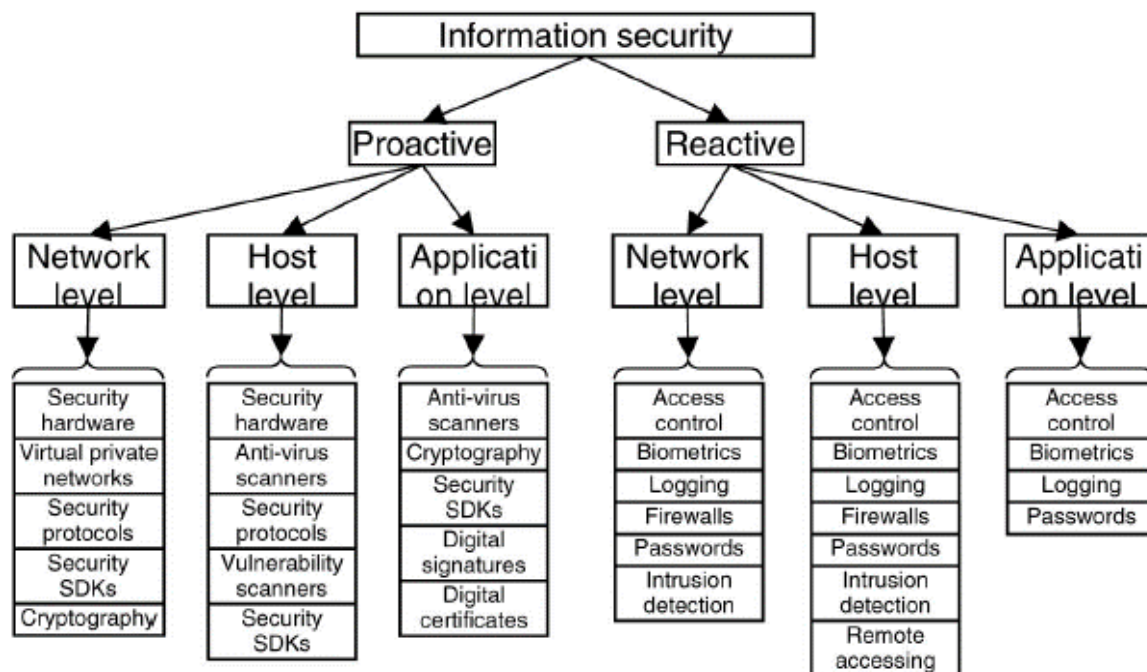 Information security
Proactive
Reactive
Network
level
Host
level
Applicati
on level
Network
level
Host
level
Applicati
on level
Security
hardware
Virtual private
networks
Security
protocols
Security
SDKs
Cryptography
Security
hardware
Anti-virus
scanners
Security
protocols
Vulnerability
scanners
Security
SDKs
Anti-virus
scanners
Cryptography
Security
SDKs
Digital
signatures
Digital
certificates
Access
control
Biometrics
Logging
Firewalls
Passwords
Intrusion
detection
Access
control
Biometrics
Logging
Firewalls
Passwords
Intrusion
detection
Remote
accessing
Access
control
Biometrics
Logging
Passwords